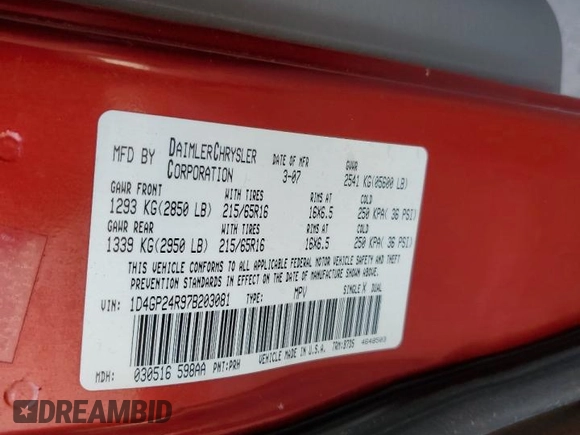 MFD BY DAIMLERCHRYSLER CORPORATION DATE OF MFR 3-07 GVWR 2541 KG(05600 LB)
GAWR FRONT WITH TIRES RIMS AT COLD
1293 KG(2850 LB) 215/65R16 16X6.5 250 KPA( 36 PSI)
GAWR REAR WITH TIRES RIMS AT COLD
1339 KG(2950 LB) 215/65R16 16X6.5 250 KPA( 36 PSI)
THIS VEHICLE CONFORMS TO ALL APPLICABLE FEDERAL MOTOR VEHICLE SAFETY AND THEFT
PREVENTION STANDARDS IN EFFECT ON THE DATE OF MANUFACTURE SHOWN ABOVE.
VIN: 1D4GP24R97B203081 TYPE: MPV SINGLE X DUAL
MDH: 030516 598AA PNT:PRH VEHICLE MADE IN U.S.A. TRM:B7D5 4648503
DREAMBID